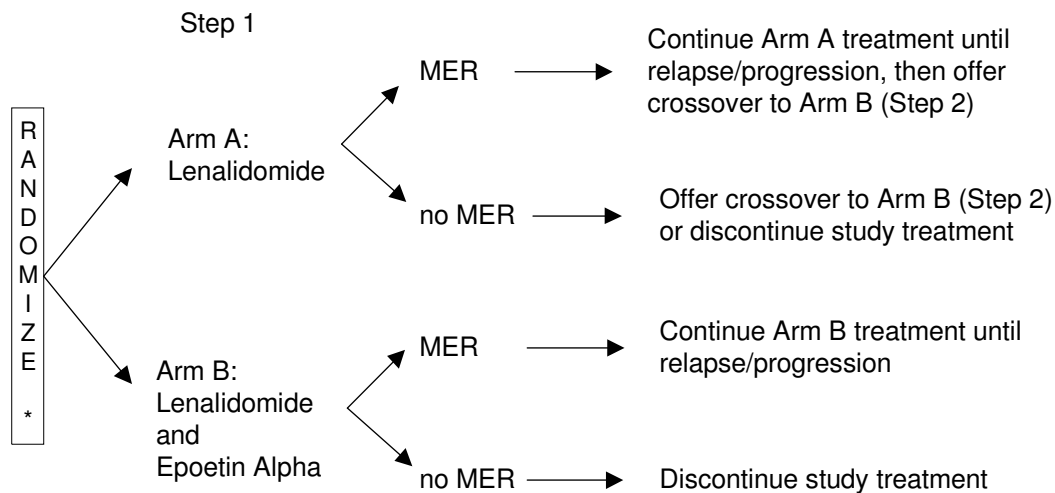 Step 1
RANDOMIZE *
Arm A:
Lenalidomide
MER
Continue Arm A treatment until
relapse/progression, then offer
crossover to Arm B (Step 2)
no MER
Offer crossover to Arm B (Step 2)
or discontinue study treatment
Arm B:
Lenalidomide
and
Epoetin Alpha
MER
Continue Arm B treatment until
relapse/progression
no MER
Discontinue study treatment